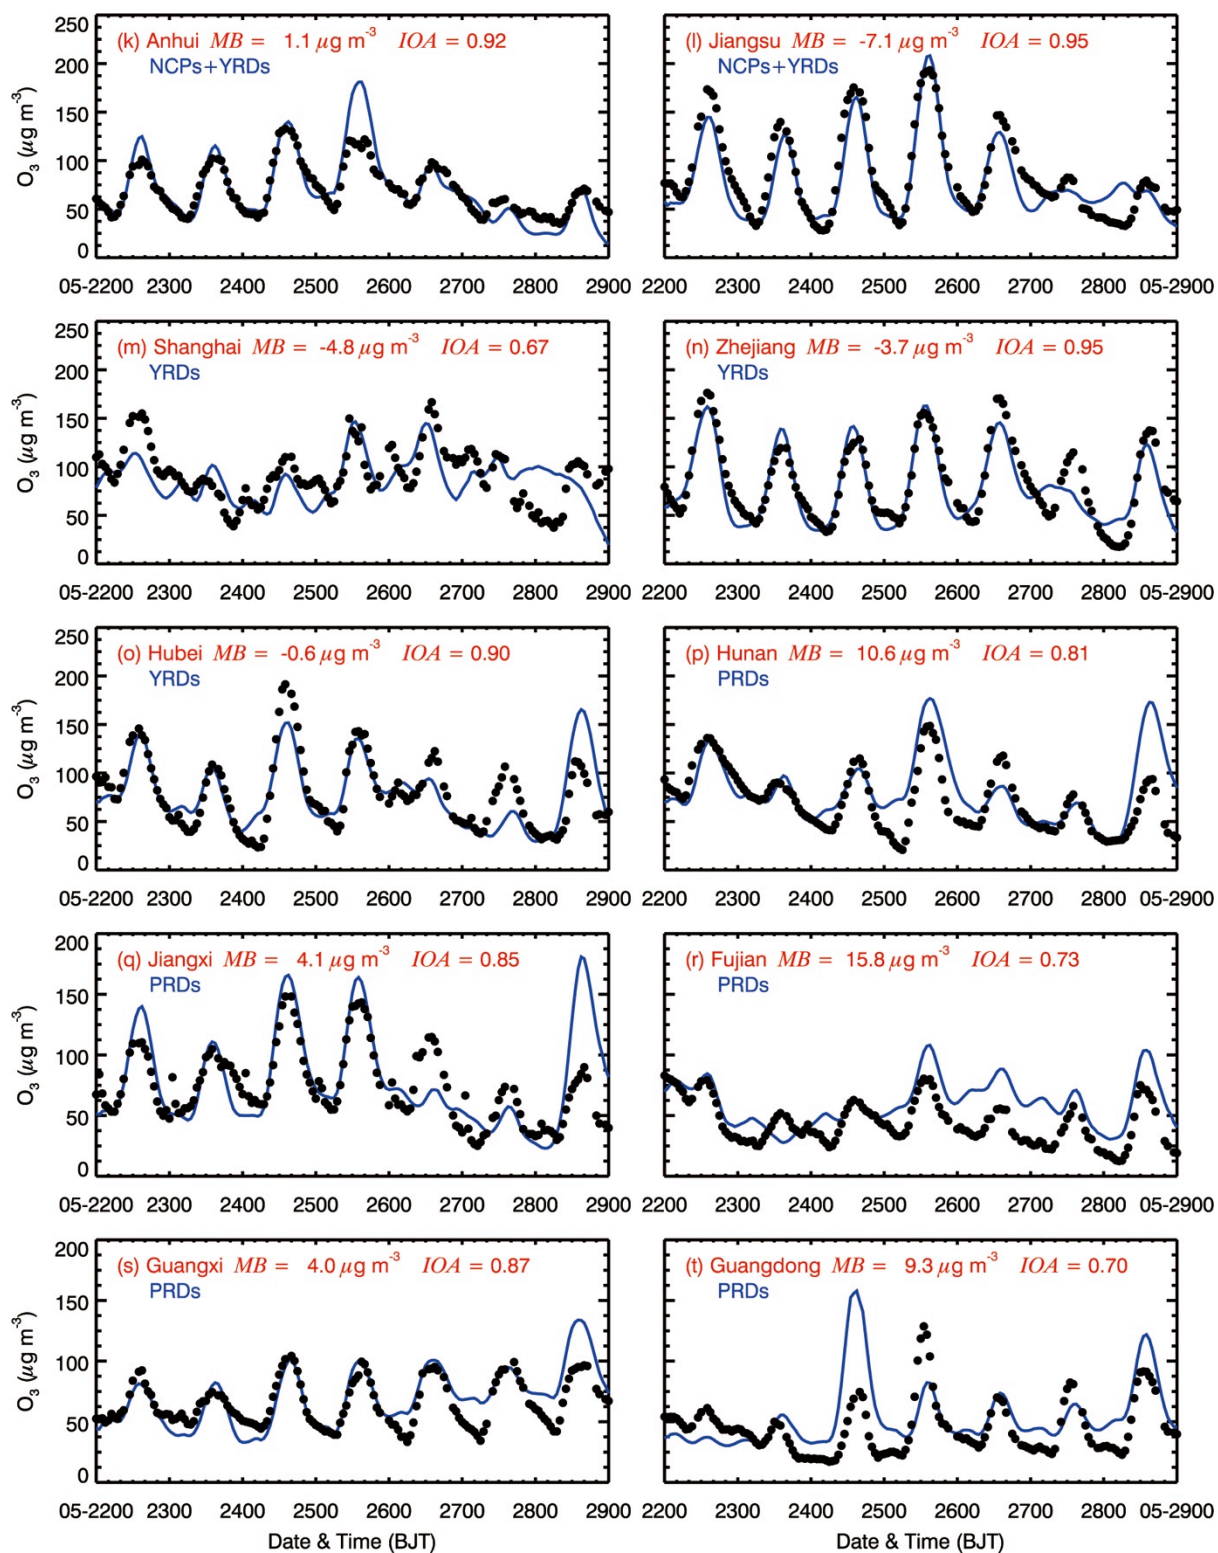 (k) Anhui MB = 1.1 μg m⁻³ IOA = 0.92
NCPs+YRDs
O₃ (μg m⁻³)
250
200
150
100
50
0
05-2200 2300 2400 2500 2600 2700 2800 2900
(l) Jiangsu MB = -7.1 μg m⁻³ IOA = 0.95
NCPs+YRDs
2200 2300 2400 2500 2600 2700 2800 05-2900
(m) Shanghai MB = -4.8 μg m⁻³ IOA = 0.67
YRDs
O₃ (μg m⁻³)
250
200
150
100
50
0
05-2200 2300 2400 2500 2600 2700 2800 2900
(n) Zhejiang MB = -3.7 μg m⁻³ IOA = 0.95
YRDs
2200 2300 2400 2500 2600 2700 2800 05-2900
(o) Hubei MB = -0.6 μg m⁻³ IOA = 0.90
YRDs
O₃ (μg m⁻³)
250
200
150
100
50
0
05-2200 2300 2400 2500 2600 2700 2800 2900
(p) Hunan MB = 10.6 μg m⁻³ IOA = 0.81
PRDs
2200 2300 2400 2500 2600 2700 2800 05-2900
(q) Jiangxi MB = 4.1 μg m⁻³ IOA = 0.85
PRDs
O₃ (μg m⁻³)
200
150
100
50
0
05-2200 2300 2400 2500 2600 2700 2800 2900
(r) Fujian MB = 15.8 μg m⁻³ IOA = 0.73
PRDs
2200 2300 2400 2500 2600 2700 2800 05-2900
(s) Guangxi MB = 4.0 μg m⁻³ IOA = 0.87
PRDs
O₃ (μg m⁻³)
200
150
100
50
0
05-2200 2300 2400 2500 2600 2700 2800 2900
Date & Time (BJT)
(t) Guangdong MB = 9.3 μg m⁻³ IOA = 0.70
PRDs
2200 2300 2400 2500 2600 2700 2800 05-2900
Date & Time (BJT)